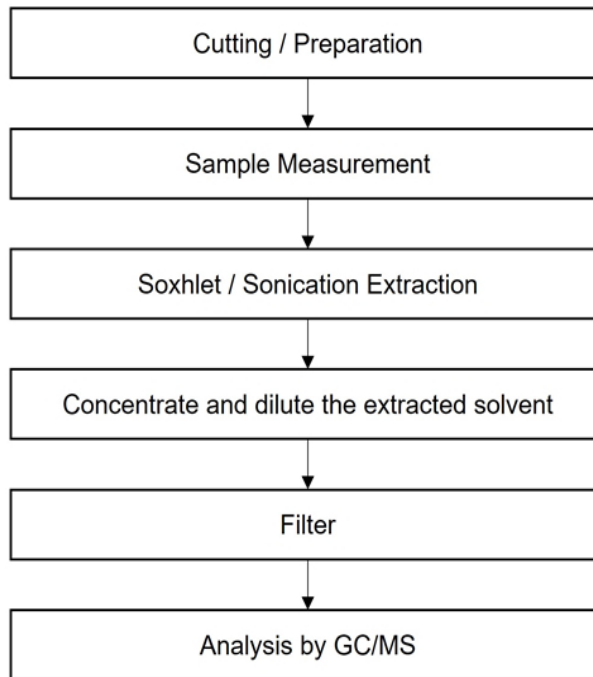 Cutting / Preparation
Sample Measurement
Soxhlet / Sonication Extraction
Concentrate and dilute the extracted solvent
Filter
Analysis by GC/MS